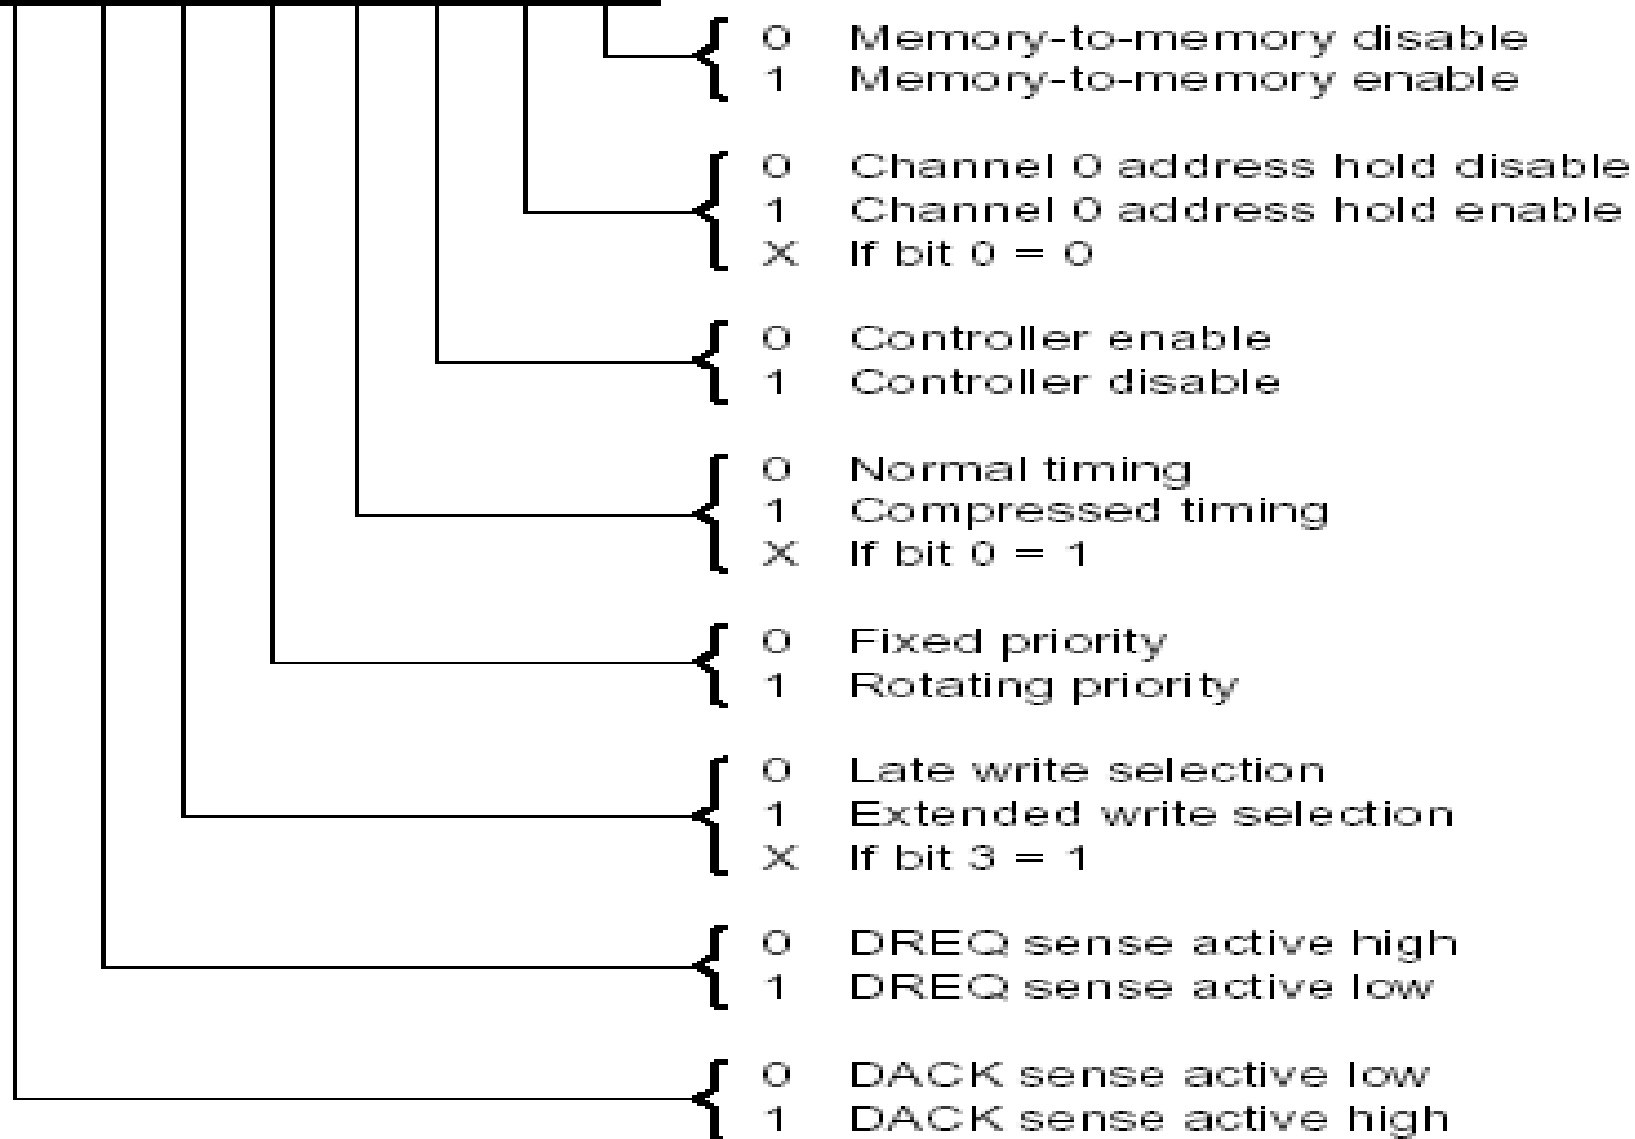 0 Memory-to-memory disable
1 Memory-to-memory enable
0 Channel 0 address hold disable
1 Channel 0 address hold enable
X If bit 0 = 0
0 Controller enable
1 Controller disable
0 Normal timing
1 Compressed timing
X If bit 0 = 1
0 Fixed priority
1 Rotating priority
0 Late write selection
1 Extended write selection
X If bit 3 = 1
0 DREQ sense active high
1 DREQ sense active low
0 DACK sense active low
1 DACK sense active high